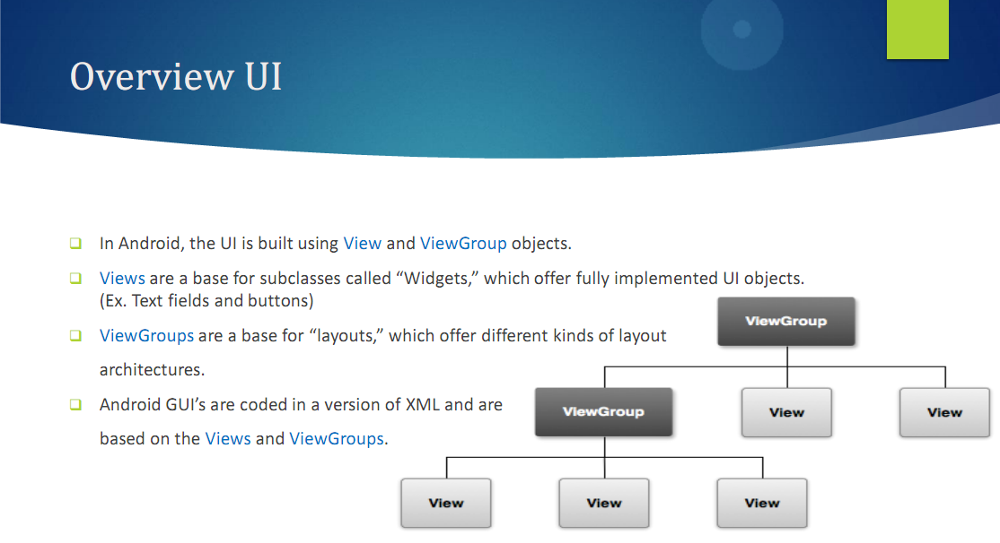 Overview UI
In Android, the UI is built using View and ViewGroup objects.
Views are a base for subclasses called “Widgets,” which offer fully implemented UI objects.
(Ex. Text fields and buttons)
ViewGroups are a base for “layouts,” which offer different kinds of layout
architectures.
Android GUI’s are coded in a version of XML and are
based on the Views and ViewGroups.
ViewGroup
ViewGroup
View
View
View
View
View